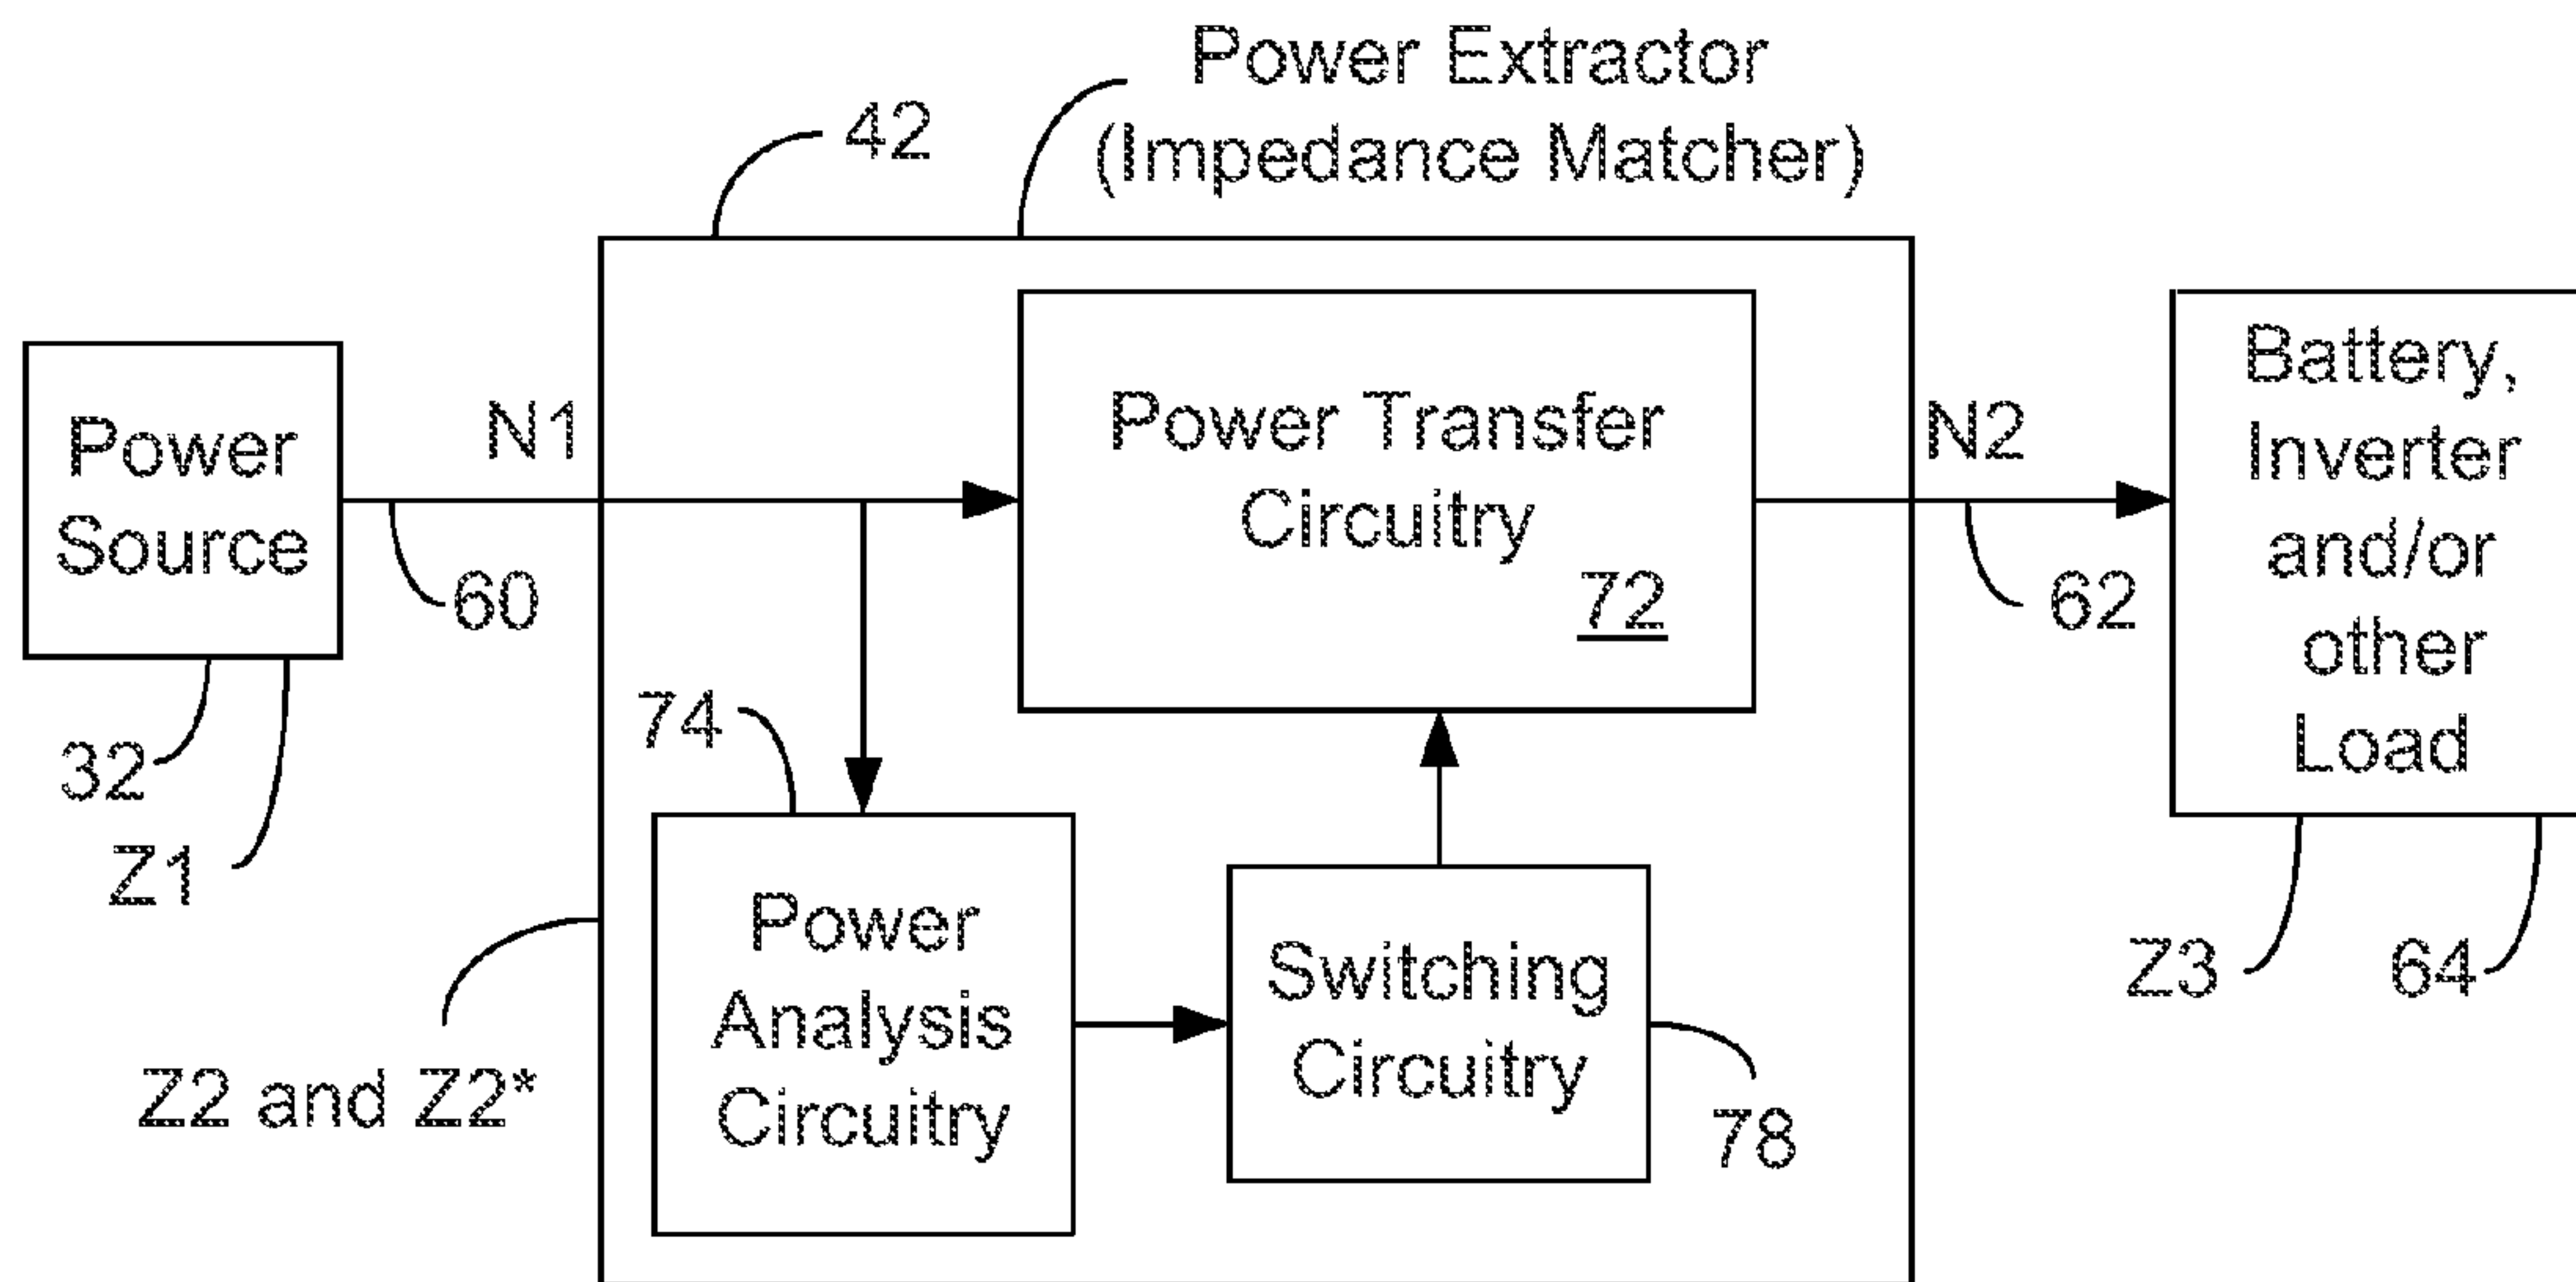 Power Extractor
(Impedance Matcher)
42
Power
Source
N1
60
32
Z1
Power Transfer
Circuitry
72
N2
62
Battery,
Inverter
and/or
other
Load
74
Power
Analysis
Circuitry
Switching
Circuitry
78
Z2 and Z2*
Z3
64